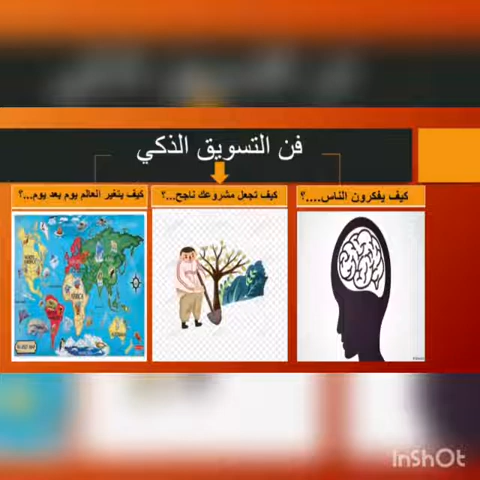 فن التسويق الذكي
كيف يفكرون الناس....؟
كيف تجعل مشروعك ناجح...؟
كيف يتغير العالم يوم بعد يوم...؟
InShOt